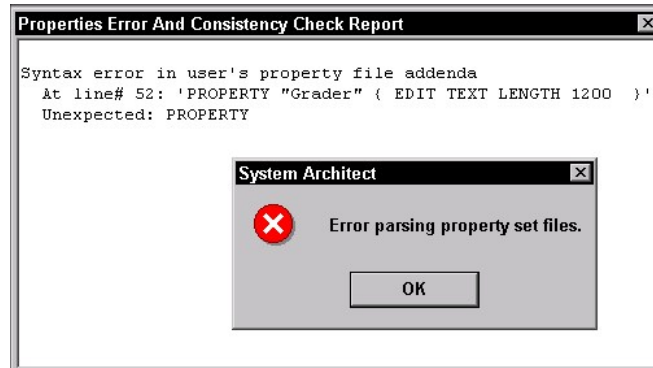 Properties Error And Consistency Check Report
Syntax error in user's property file addenda
At line# 52: 'PROPERTY "Grader" { EDIT TEXT LENGTH 1200 }'
Unexpected: PROPERTY
System Architect
Error parsing property set files.
OK